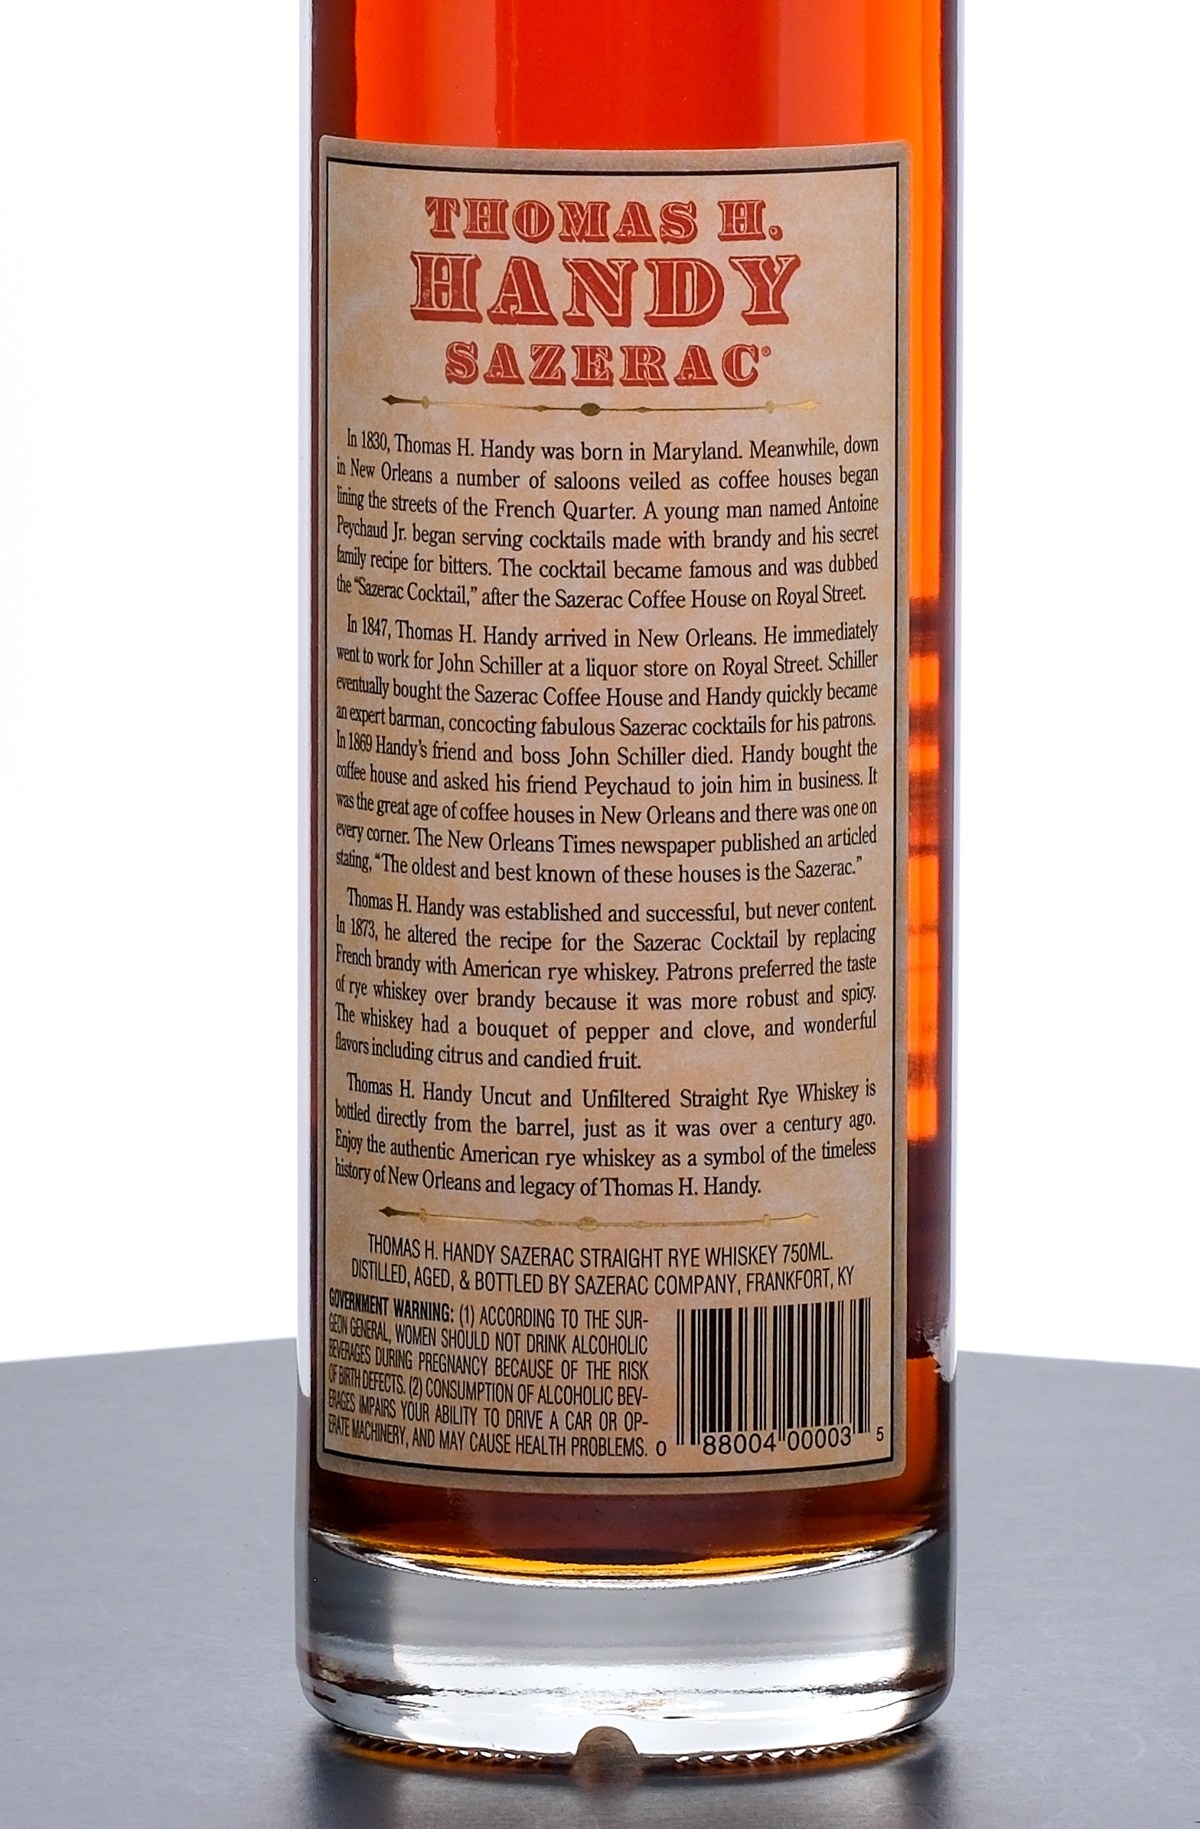 THOMAS H.
HANDY
SAZERAC®
In 1830, Thomas H. Handy was born in Maryland. Meanwhile, down
in New Orleans a number of saloons veiled as coffee houses began
lining the streets of the French Quarter. A young man named Antoine
Peychaud Jr. began serving cocktails made with brandy and his secret
family recipe for bitters. The cocktail became famous and was dubbed
the “Sazerac Cocktail,” after the Sazerac Coffee House on Royal Street.
In 1847, Thomas H. Handy arrived in New Orleans. He immediately
went to work for John Schiller at a liquor store on Royal Street. Schiller
eventually bought the Sazerac Coffee House and Handy quickly became
an expert barman, concocting fabulous Sazerac cocktails for his patrons.
In 1869 Handy’s friend and boss John Schiller died. Handy bought the
coffee house and asked his friend Peychaud to join him in business. It
was the great age of coffee houses in New Orleans and there was one on
every corner. The New Orleans Times newspaper published an articled
stating, “The oldest and best known of these houses is the Sazerac.”
Thomas H. Handy was established and successful, but never content.
In 1873, he altered the recipe for the Sazerac Cocktail by replacing
French brandy with American rye whiskey. Patrons preferred the taste
of rye whiskey over brandy because it was more robust and spicy.
The whiskey had a bouquet of pepper and clove, and wonderful
flavors including citrus and candied fruit.
Thomas H. Handy Uncut and Unfiltered Straight Rye Whiskey is
bottled directly from the barrel, just as it was over a century ago.
Enjoy the authentic American rye whiskey as a symbol of the timeless
history of New Orleans and legacy of Thomas H. Handy.
THOMAS H. HANDY SAZERAC STRAIGHT RYE WHISKEY 750ML.
DISTILLED, AGED, & BOTTLED BY SAZERAC COMPANY, FRANKFORT, KY
GOVERNMENT WARNING: (1) ACCORDING TO THE SUR-
GEON GENERAL, WOMEN SHOULD NOT DRINK ALCOHOLIC
BEVERAGES DURING PREGNANCY BECAUSE OF THE RISK
OF BIRTH DEFECTS. (2) CONSUMPTION OF ALCOHOLIC BEV-
ERAGES IMPAIRS YOUR ABILITY TO DRIVE A CAR OR OP-
ERATE MACHINERY, AND MAY CAUSE HEALTH PROBLEMS.
0 88004 00003 5